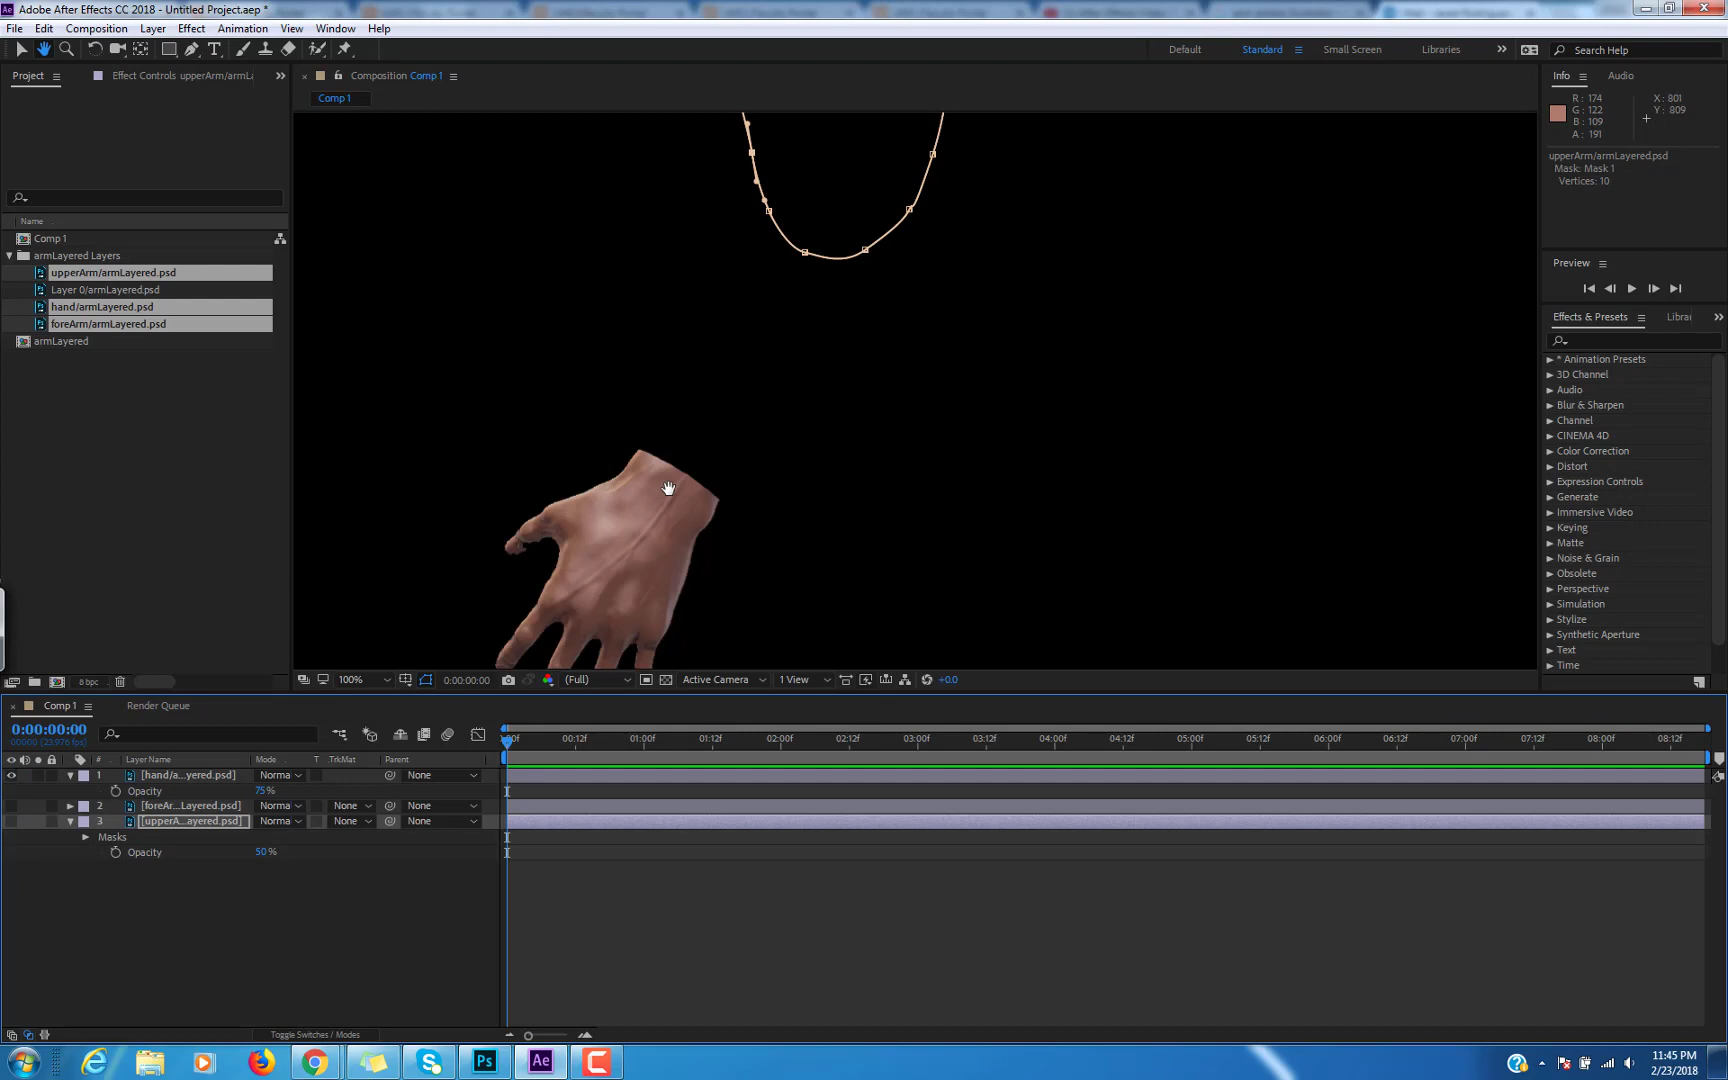 Adobe After Effects CC 2018 - Untitled Project.aep *
File Edit Composition Layer Effect Animation View Window Help
Default Standard Small Screen Libraries Search Help
Project Effect Controls upperArm/armLa
Composition Comp 1
Comp 1
Name
Comp 1
armLayered Layers
upperArm/armLayered.psd
Layer 0/armLayered.psd
hand/armLayered.psd
foreArm/armLayered.psd
armLayered
8 bpc
100% 0:00:00:00 (Full) Active Camera 1 View +0.0
Info Audio
R : 174 X : 801
G : 122 Y : 809
B : 109
A : 191
upperArm/armLayered.psd
Mask: Mask 1
Vertices: 10
Preview
Effects & Presets Librar
* Animation Presets
3D Channel
Audio
Blur & Sharpen
Channel
CINEMA 4D
Color Correction
Distort
Expression Controls
Generate
Immersive Video
Keying
Matte
Noise & Grain
Obsolete
Perspective
Simulation
Stylize
Synthetic Aperture
Text
Time
Comp 1 Render Queue
0:00:00:00
00000 (23.976 fps)
:00f 00:12f 01:00f 01:12f 02:00f 02:12f 03:00f 03:12f 04:00f 04:12f 05:00f 05:12f 06:00f 06:12f 07:00f 07:12f 08:00f 08:12f
# Layer Name Mode T .TrkMat Parent
1 [hand/a...yered.psd] Norma None
Opacity 75%
2 [foreAr...Layered.psd] Norma None None
3 [upperA...ayered.psd] Norma None None
Masks
Opacity 50%
Toggle Switches / Modes
Ps Ae
11:45 PM
2/23/2018